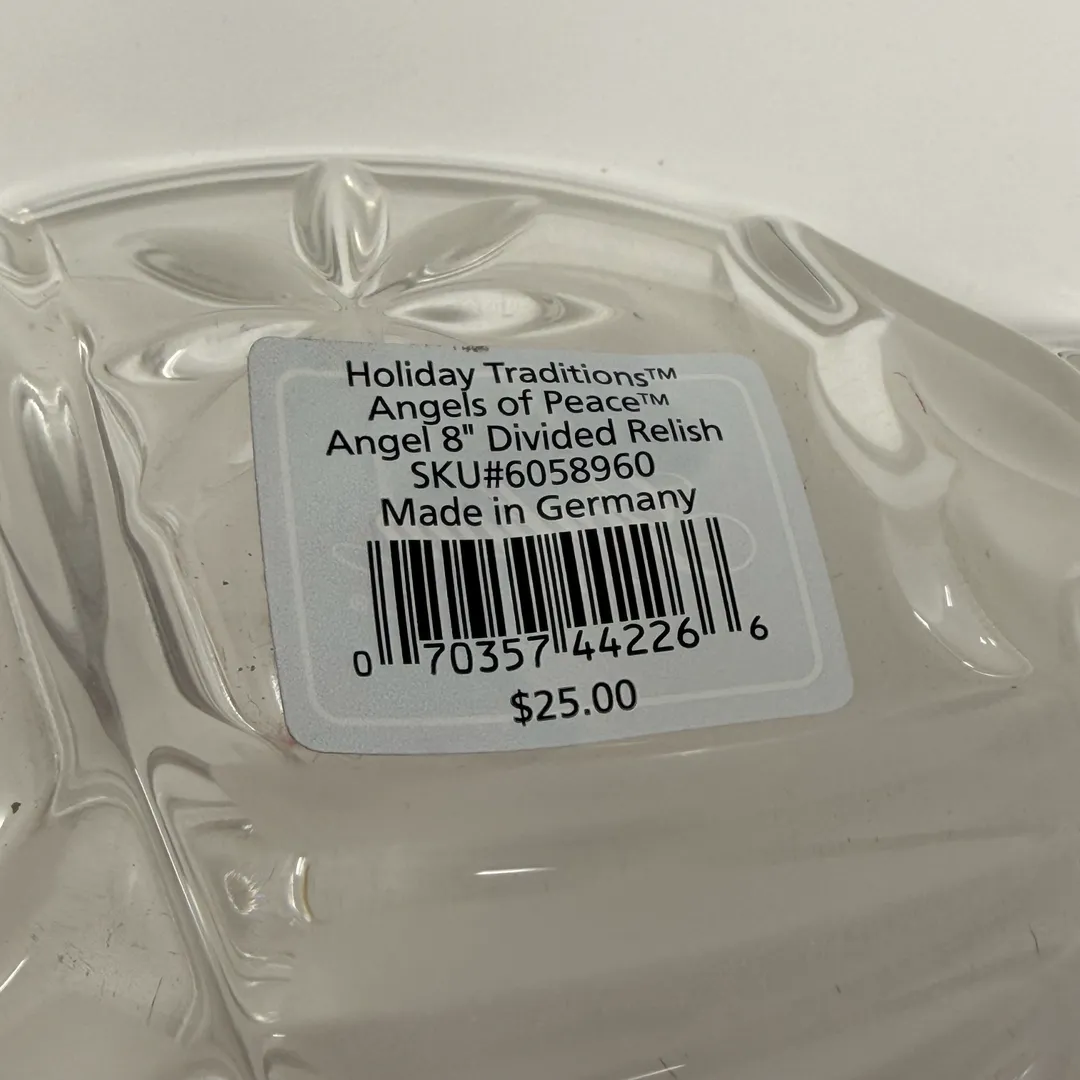 Holiday Traditions™
Angels of Peace™
Angel 8" Divided Relish
SKU#6058960
Made in Germany
0 70357 44226 6
$25.00